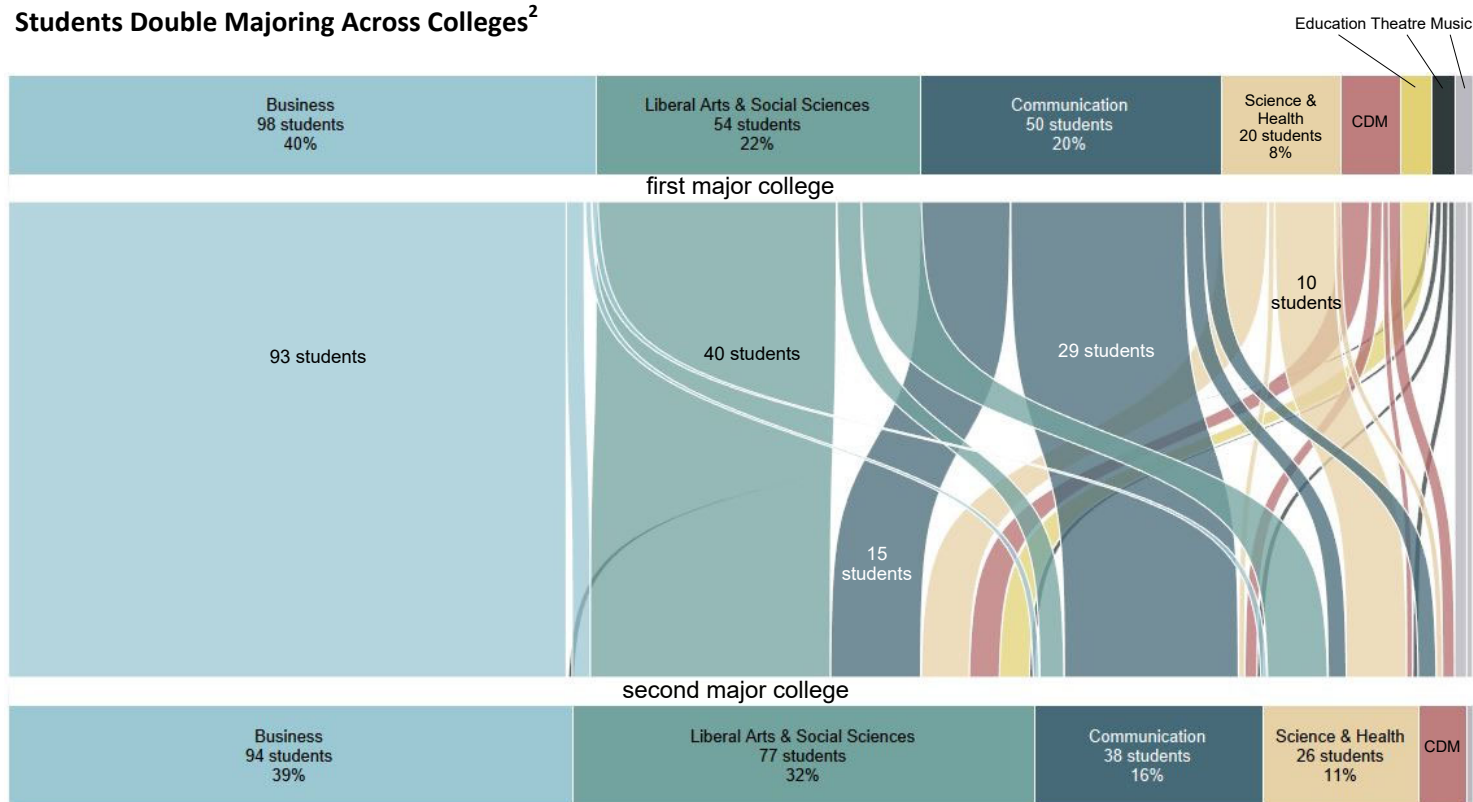 Students Double Majoring Across Colleges2
Education Theatre Music
Business
98 students
40%
Liberal Arts & Social Sciences
54 students
22%
Communication
50 students
20%
Science &
Health
20 students
8%
CDM
first major college
93 students
40 students
29 students
10
students
15
students
second major college
Business
94 students
39%
Liberal Arts & Social Sciences
77 students
32%
Communication
38 students
16%
Science & Health
26 students
11%
CDM